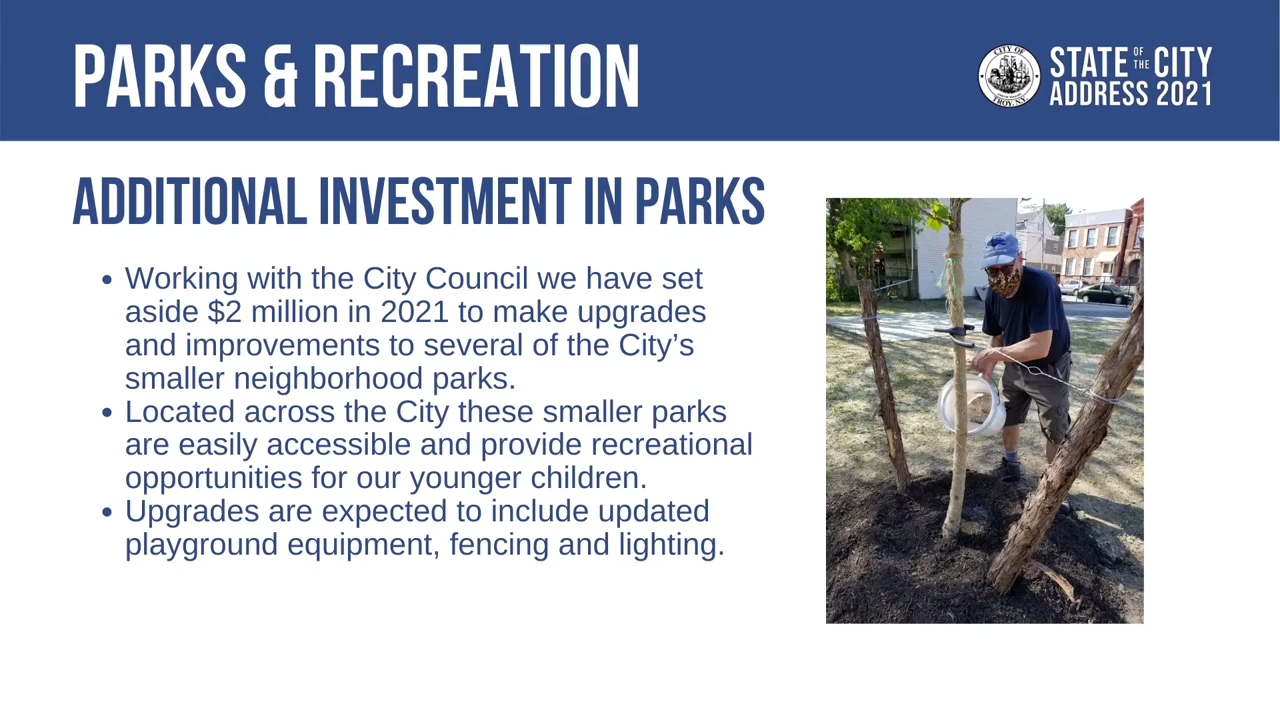 PARKS & RECREATION
CITY OF
TROY, N.Y.
STATE OF THE CITY
ADDRESS 2021
ADDITIONAL INVESTMENT IN PARKS
• Working with the City Council we have set
aside $2 million in 2021 to make upgrades
and improvements to several of the City’s
smaller neighborhood parks.
• Located across the City these smaller parks
are easily accessible and provide recreational
opportunities for our younger children.
• Upgrades are expected to include updated
playground equipment, fencing and lighting.